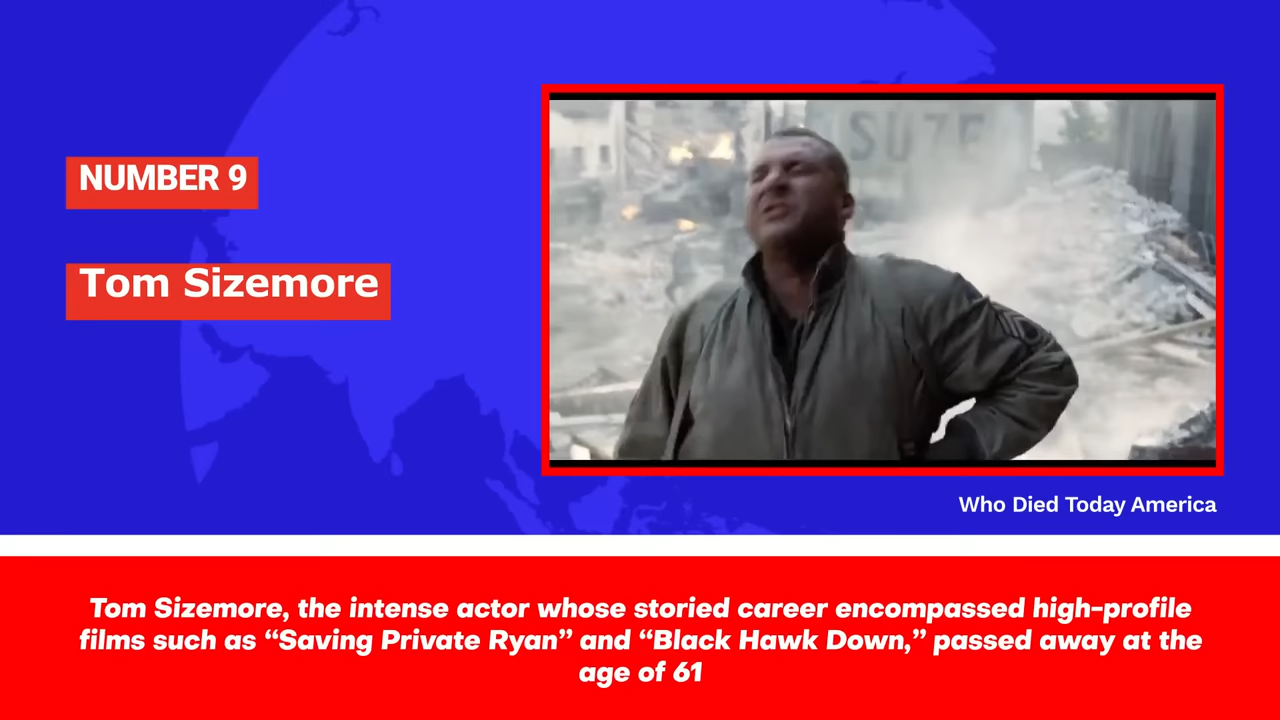 NUMBER 9
Tom Sizemore
SUZE
Who Died Today America
Tom Sizemore, the intense actor whose storied career encompassed high-profile
films such as “Saving Private Ryan” and “Black Hawk Down,” passed away at the
age of 61